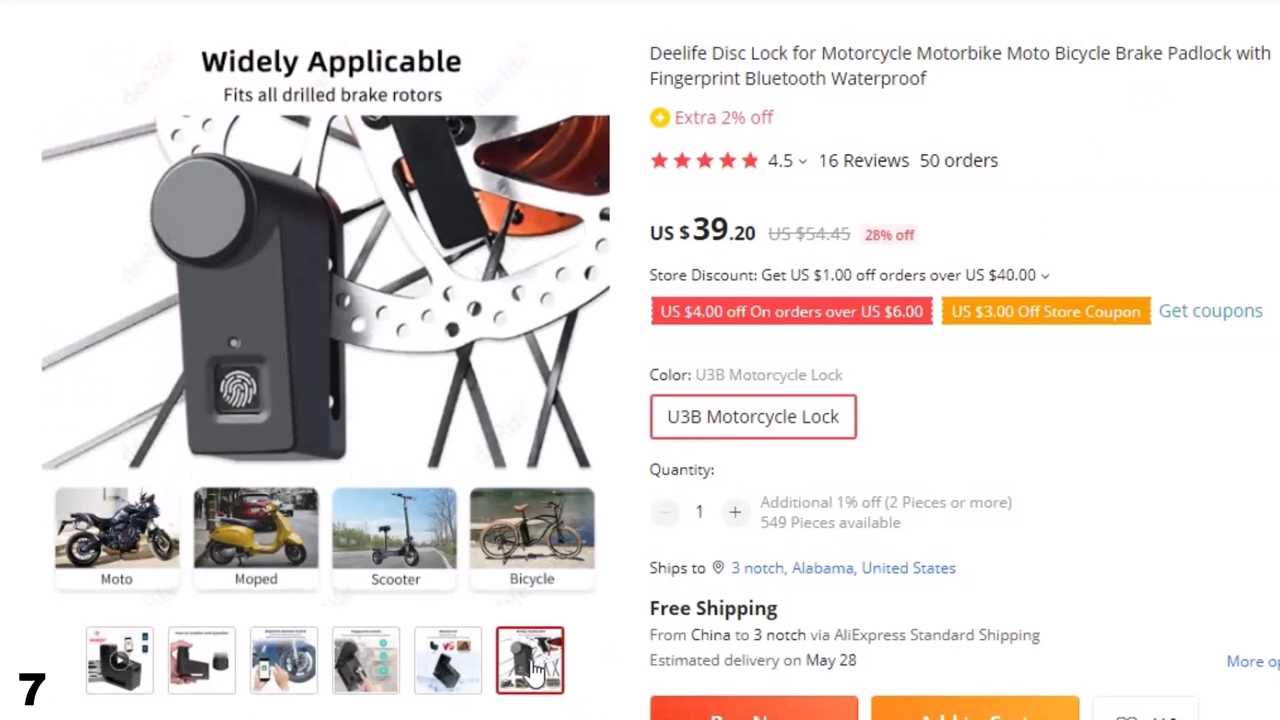 Widely Applicable
Fits all drilled brake rotors
Moto
Moped
Scooter
Bicycle
7
Deelife Disc Lock for Motorcycle Motorbike Moto Bicycle Brake Padlock with
Fingerprint Bluetooth Waterproof
Extra 2% off
4.5 16 Reviews 50 orders
US $39.20 US $54.45 28% off
Store Discount: Get US $1.00 off orders over US $40.00
US $4.00 off On orders over US $6.00 US $3.00 Off Store Coupon Get coupons
Color: U3B Motorcycle Lock
U3B Motorcycle Lock
Quantity:
1
Additional 1% off (2 Pieces or more)
549 Pieces available
Ships to 3 notch, Alabama, United States
Free Shipping
From China to 3 notch via AliExpress Standard Shipping
Estimated delivery on May 28
More